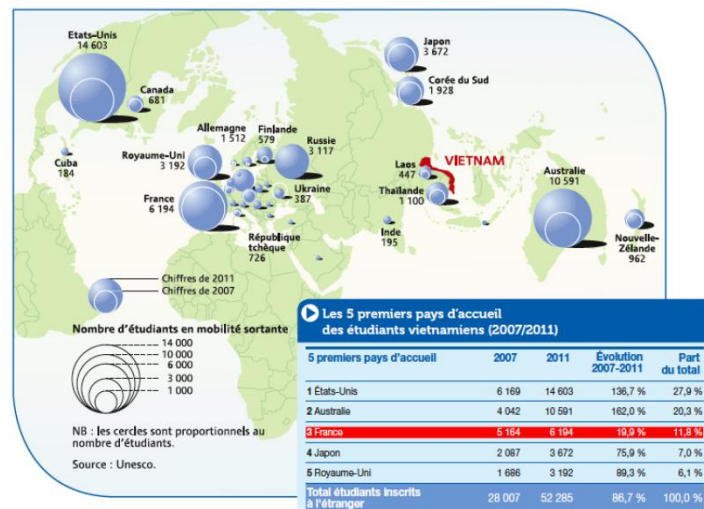 Etats-Unis
14 603
Canada
681
Cuba
184
Allemagne
1 512
Finlande
579
Royaume-Uni
3 192
Russie
3 117
France
6 194
Ukraine
387
République
tchèque
726
Japon
3 672
Corée du Sud
1 928
Laos
447
VIETNAM
Thaïlande
1 100
Inde
195
Australie
10 591
Nouvelle-
Zélande
962
Chiffres de 2011
Chiffres de 2007
Nombre d'étudiants en mobilité sortante
14 000
10 000
6 000
3 000
1 000
NB : les cercles sont proportionnels au
nombre d'étudiants.
Source : Unesco.
Les 5 premiers pays d'accueil
des étudiants vietnamiens (2007/2011)
5 premiers pays d'accueil 2007 2011 Évolution 2007-2011 Part du total
1 États-Unis 6 169 14 603 136,7 % 27,9 %
2 Australie 4 042 10 591 162,0 % 20,3 %
3 France 5 164 6 194 19,9 % 11,8 %
4 Japon 2 087 3 672 75,9 % 7,0 %
5 Royaume-Uni 1 686 3 192 89,3 % 6,1 %
Total étudiants inscrits
à l'étranger 28 007 52 285 86,7 % 100,0 %